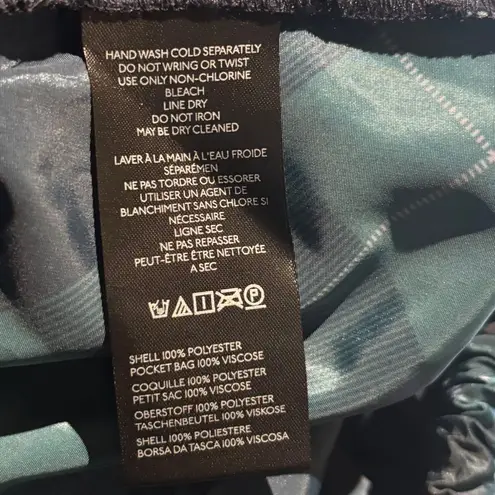 HAND WASH COLD SEPARATELY
DO NOT WRING OR TWIST
USE ONLY NON-CHLORINE
BLEACH
LINE DRY
DO NOT IRON
MAY BE DRY CLEANED
LAVER À LA MAIN À L'EAU FROIDE
SÉPARÉMEN
NE PAS TORDRE OU ESSORER
UTILISER UN AGENT DE
BLANCHIMENT SANS CHLORE SI
NÉCESSAIRE
LIGNE SEC
NE PAS REPASSER
PEUT-ÊTRE ÊTRE NETTOYÉE
A SEC
P
SHELL 100% POLYESTER
POCKET BAG 100% VISCOSE
COQUILLE 100% POLYESTER
PETIT SAC 100% VISCOSE
OBERSTOFF 100% POLYESTER
TASCHENBEUTEL 100% VISKOSE
SHELL 100% POLIESTERE
BORSA DA TASCA 100% VISCOSA